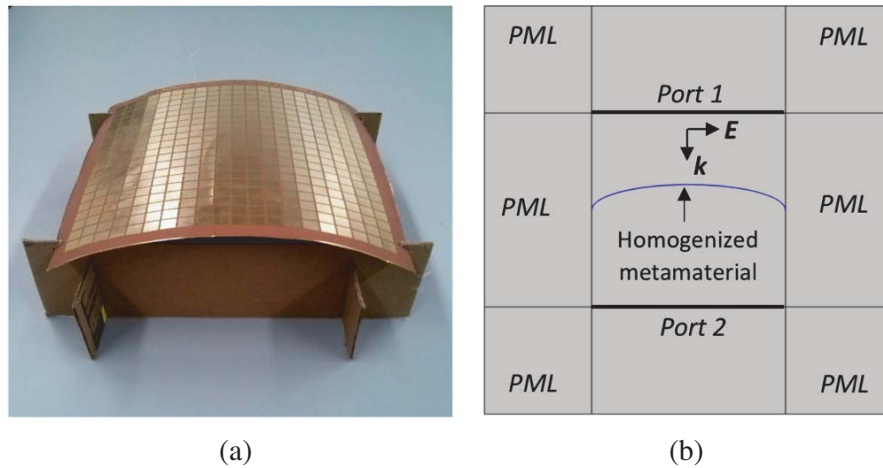 PML
PML
Port 1
E
k
PML
PML
Homogenized
metamaterial
Port 2
PML
PML
(a)
(b)